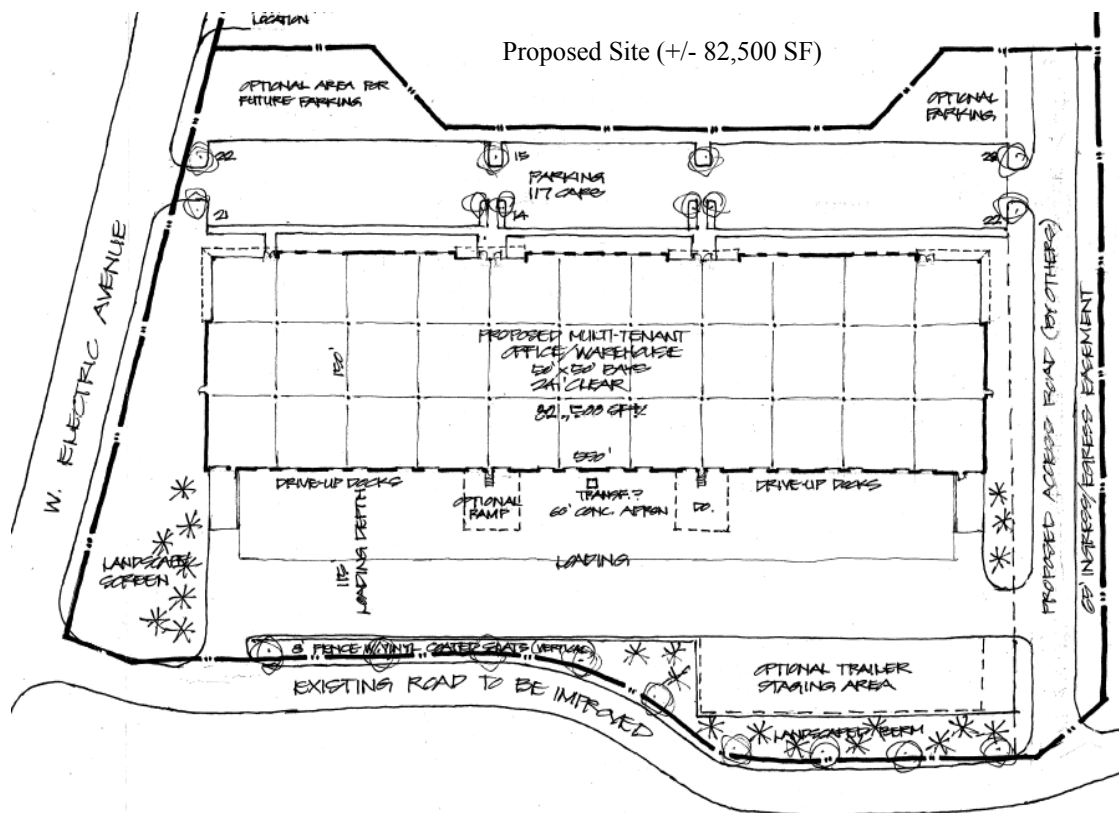 LOCATION
Proposed Site (+/- 82,500 SF)
OPTIONAL AREA FOR
FUTURE PARKING
OPTIONAL
PARKING
22
15
23
PARKING
117 CARS
21
14
22
W. ELECTRIC AVENUE
PROPOSED MULTI-TENANT
OFFICE/WAREHOUSE
50' x 50' BAYS
24' CLEAR
82,500 SF±
150'
550'
PROPOSED ACCESS ROAD (BY OTHERS)
65' INGRESS/EGRESS EASEMENT
DRIVE-UP DOCKS
OPTIONAL
RAMP
TRANSF.?
60' CONC. APRON
DO.
DRIVE-UP DOCKS
LOADING
115'
LOADING DEPTH
LANDSCAPE
SCREEN
8' FENCE W. VINYL COATED SLATS (VERTICAL)
OPTIONAL TRAILER
STAGING AREA
EXISTING ROAD TO BE IMPROVED
LANDSCAPED BERM